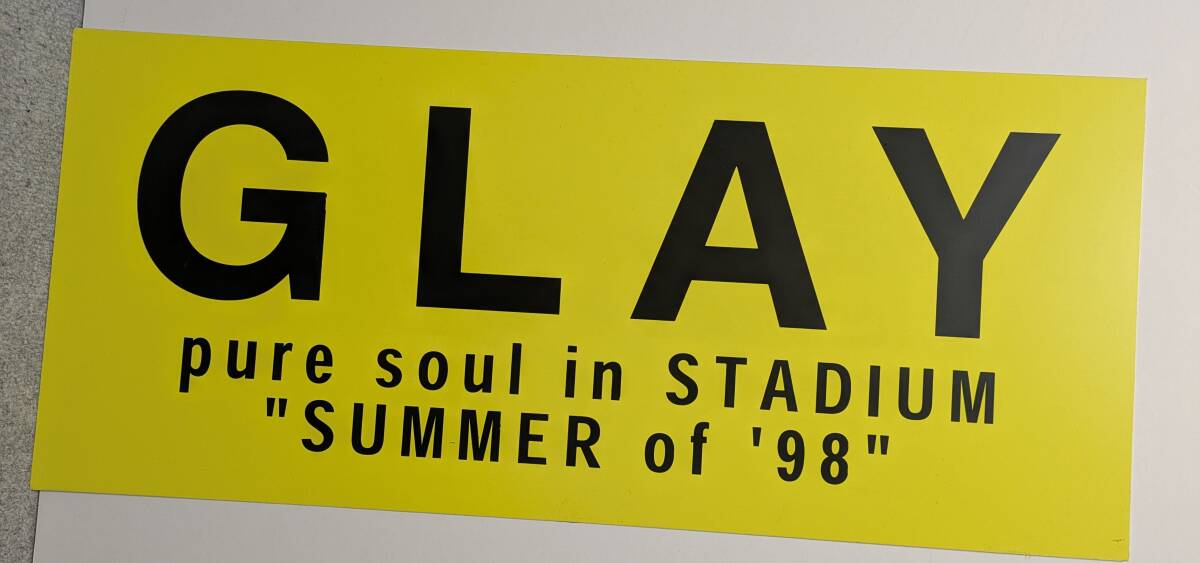 GLAY
pure soul in STADIUM
"SUMMER of '98"